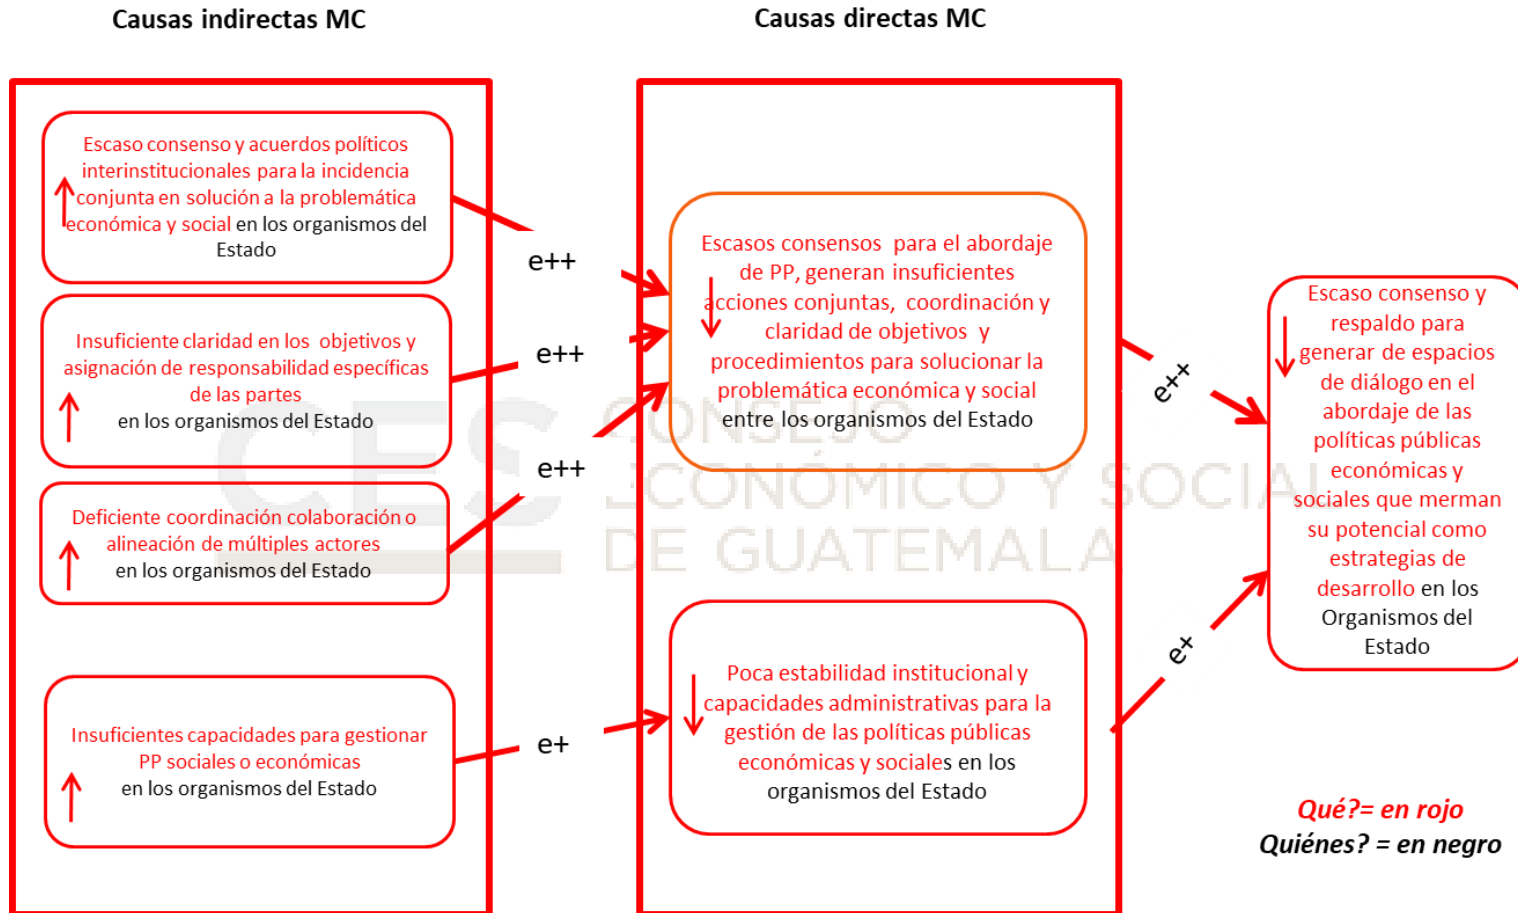 Causas indirectas MC
Causas directas MC
Escaso consenso y acuerdos políticos
interinstitucionales para la incidencia
conjunta en solución a la problemática
económica y social en los organismos del
Estado
Insuficiente claridad en los objetivos y
asignación de responsabilidad específicas
de las partes
en los organismos del Estado
Deficiente coordinación colaboración o
alineación de múltiples actores
en los organismos del Estado
Insuficientes capacidades para gestionar
PP sociales o económicas
en los organismos del Estado
e++
e++
e++
e+
Escasos consensos para el abordaje
de PP, generan insuficientes
acciones conjuntas, coordinación y
claridad de objetivos y
procedimientos para solucionar la
problemática económica y social
entre los organismos del Estado
Poca estabilidad institucional y
capacidades administrativas para la
gestión de las políticas públicas
económicas y sociales en los
organismos del Estado
e++
e+
Escaso consenso y
respaldo para
generar de espacios
de diálogo en el
abordaje de las
políticas públicas
económicas y
sociales que merman
su potencial como
estrategias de
desarrollo en los
Organismos del
Estado
Qué?= en rojo
Quiénes? = en negro
CES
CONSEJO
ECONÓMICO Y SOCIAL
DE GUATEMALA